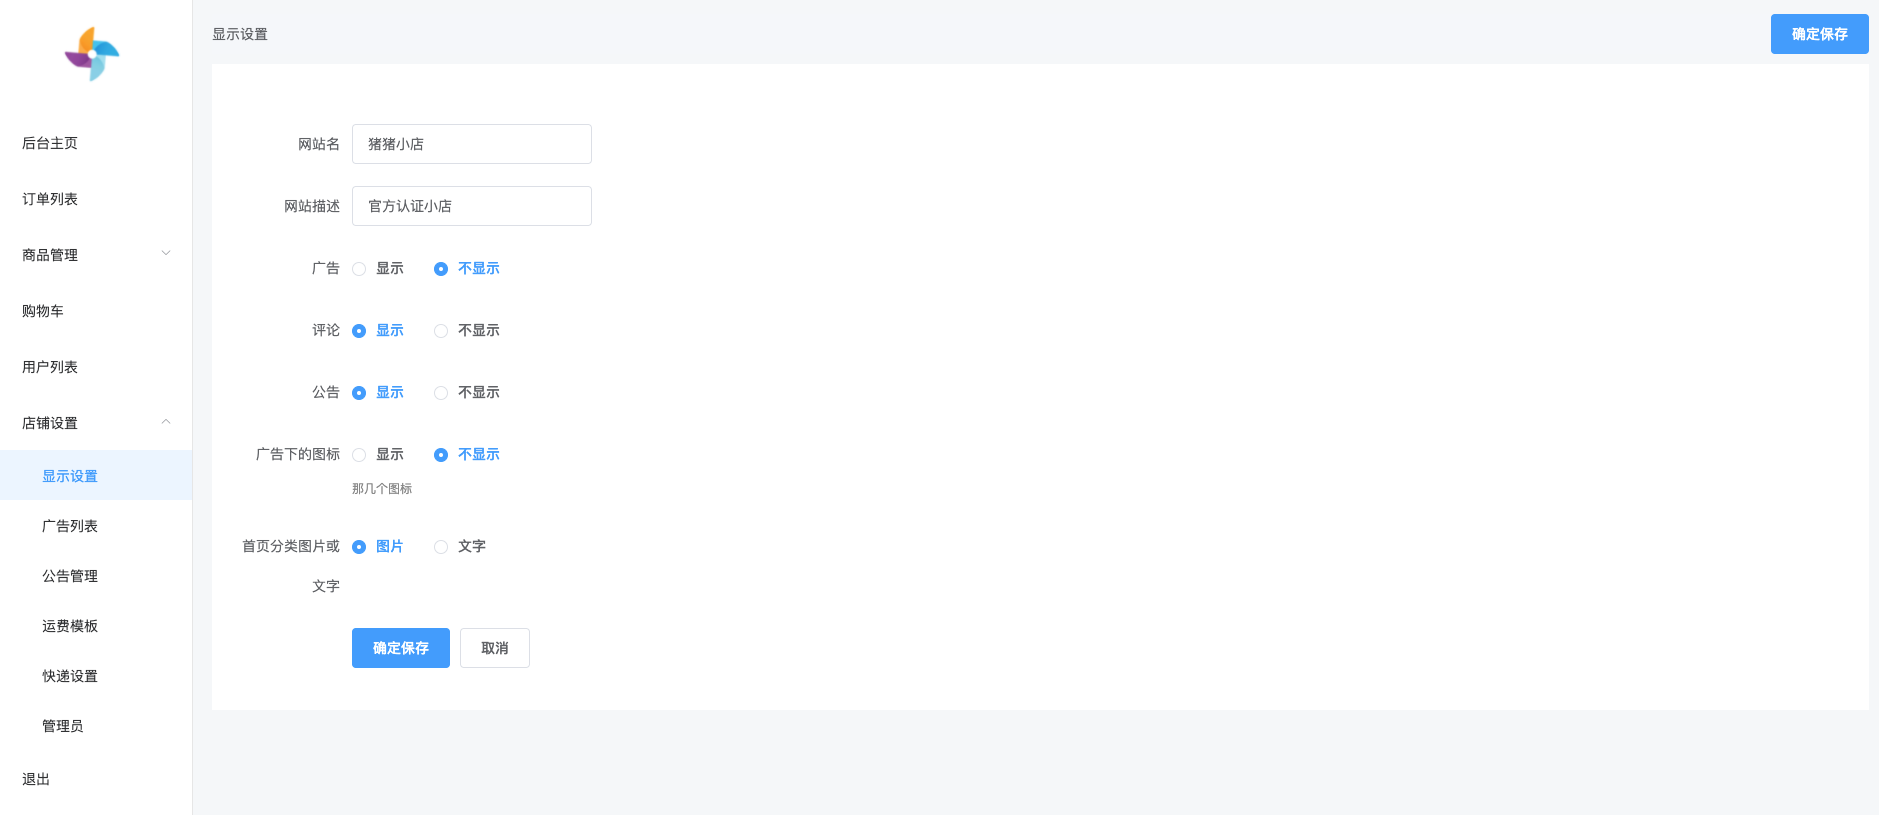 后台主页
订单列表
商品管理
购物车
用户列表
店铺设置
显示设置
广告列表
公告管理
运费模板
快递设置
管理员
退出
显示设置
确定保存
网站名 猪猪小店
网站描述 官方认证小店
广告 显示 不显示
评论 显示 不显示
公告 显示 不显示
广告下的图标 显示 不显示
那几个图标
首页分类图片或 图片 文字
文字
确定保存 取消